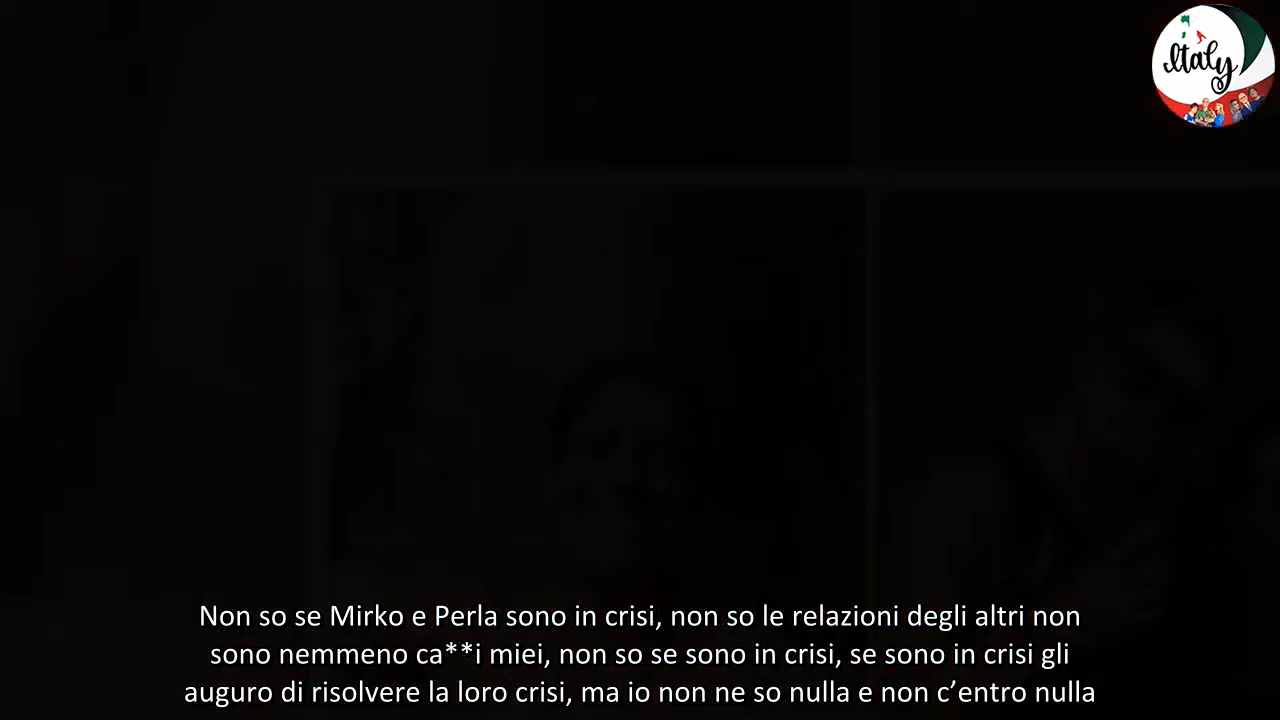 Italy
Non so se Mirko e Perla sono in crisi, non so le relazioni degli altri non
sono nemmeno ca**i miei, non so se sono in crisi, se sono in crisi gli
auguro di risolvere la loro crisi, ma io non ne so nulla e non c’entro nulla